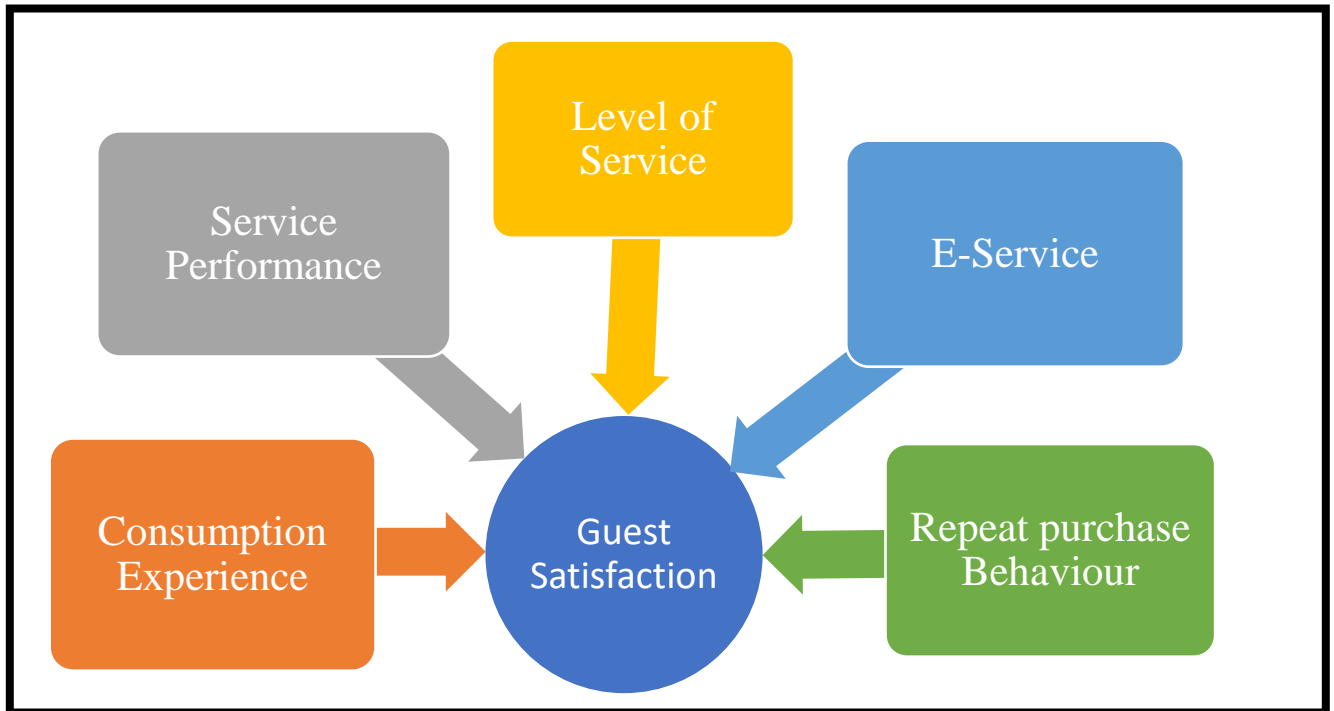 Level of
Service
Service
Performance
E-Service
Consumption
Experience
Guest
Satisfaction
Repeat purchase
Behaviour